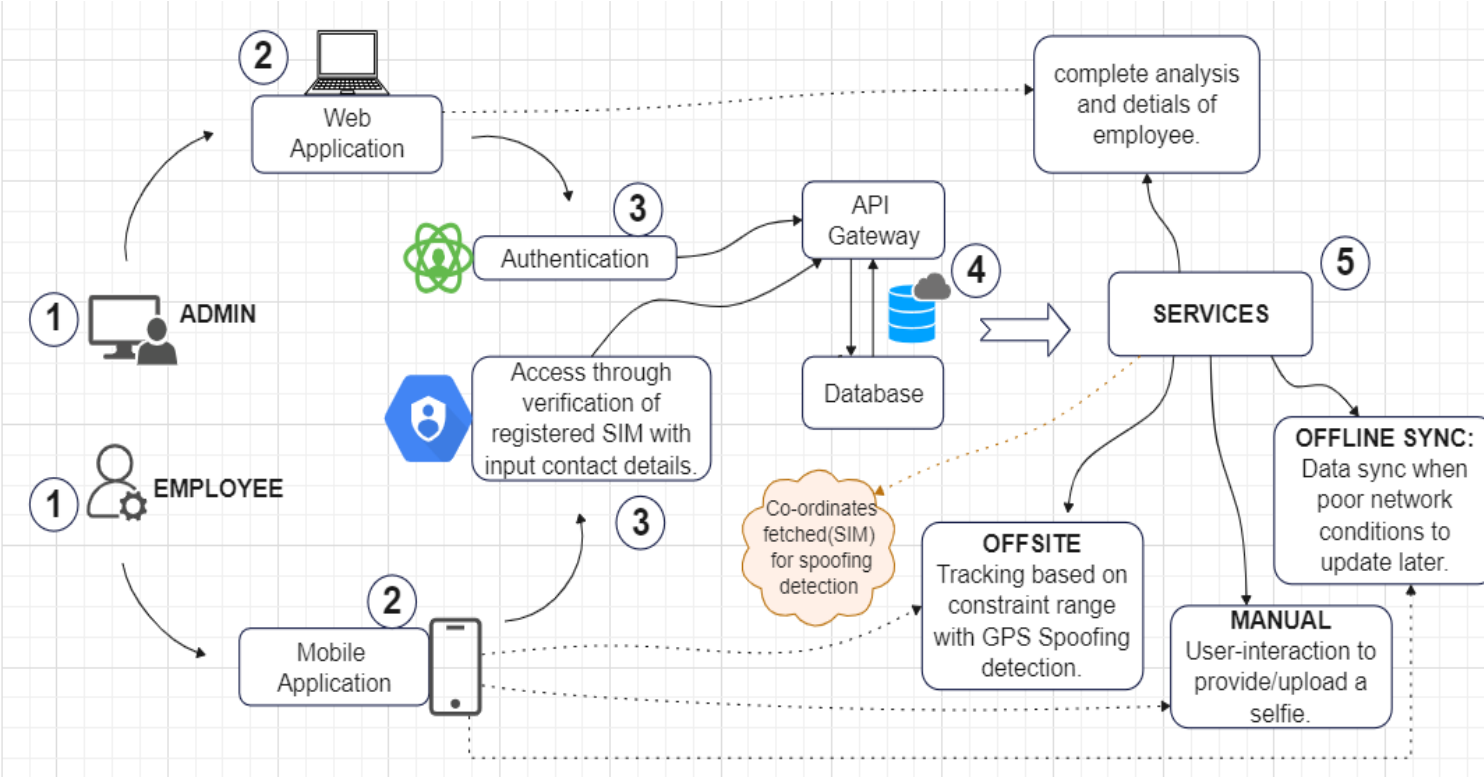 2
Web
Application
complete analysis
and detials of
employee.
3
Authentication
API
Gateway
4
5
1
ADMIN
SERVICES
Access through
verification of
registered SIM with
input contact details.
Database
1
EMPLOYEE
3
Co-ordinates
fetched(SIM)
for spoofing
detection
OFFSITE
Tracking based on
constraint range
with GPS Spoofing
detection.
OFFLINE SYNC:
Data sync when
poor network
conditions to
update later.
2
Mobile
Application
MANUAL
User-interaction to
provide/upload a
selfie.